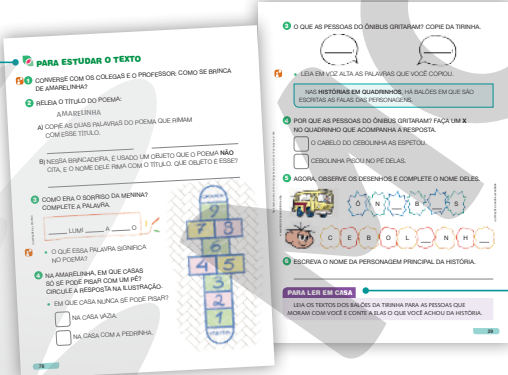 PARA ESTUDAR O TEXTO
1 CONVERSE COM OS COLEGAS E O PROFESSOR: COMO SE BRINCA
DE AMARELINHA?
2 RELEIA O TÍTULO DO POEMA:
AMARELINHA
A) COPIE AS DUAS PALAVRAS DO POEMA QUE RIMAM
COM ESSE TÍTULO.
B) NESSA BRINCADEIRA, É USADO UM OBJETO QUE O POEMA NÃO
CITA, E O NOME DELE RIMA COM O TÍTULO. QUE OBJETO É ESSE?
3 COMO ERA O SORRISO DA MENINA?
COMPLETE A PALAVRA.
LUMI A O
• O QUE ESSA PALAVRA SIGNIFICA
NO POEMA?
4 NA AMARELINHA, EM QUE CASAS
SÓ SE PODE PISAR COM UM PÉ?
CIRCULE A RESPOSTA NA ILUSTRAÇÃO.
• EM QUE CASA NUNCA SE PODE PISAR?
NA CASA VAZIA.
NA CASA COM A PEDRINHA.
9
7 8
6
4 5
3
2
1
3 O QUE AS PESSOAS DO ÔNIBUS GRITARAM? COPIE DA TIRINHA.
• LEIA EM VOZ ALTA AS PALAVRAS QUE VOCÊ COPIOU.
NAS HISTÓRIAS EM QUADRINHOS, HÁ BALÕES EM QUE SÃO
ESCRITAS AS FALAS DAS PERSONAGENS.
4 POR QUE AS PESSOAS DO ÔNIBUS GRITARAM? FAÇA UM X
NO QUADRINHO QUE ACOMPANHA A RESPOSTA.
O CABELO DO CEBOLINHA AS ESPETOU.
CEBOLINHA PISOU NO PÉ DELAS.
5 AGORA, OBSERVE OS DESENHOS E COMPLETE O NOME DELES.
Ô N B S
C E B O L N H
6 ESCREVA O NOME DA PERSONAGEM PRINCIPAL DA HISTÓRIA.
PARA LER EM CASA
LEIA OS TEXTOS DOS BALÕES DA TIRINHA PARA AS PESSOAS QUE
MORAM COM VOCÊ E CONTE A ELAS O QUE VOCÊ ACHOU DA HISTÓRIA.